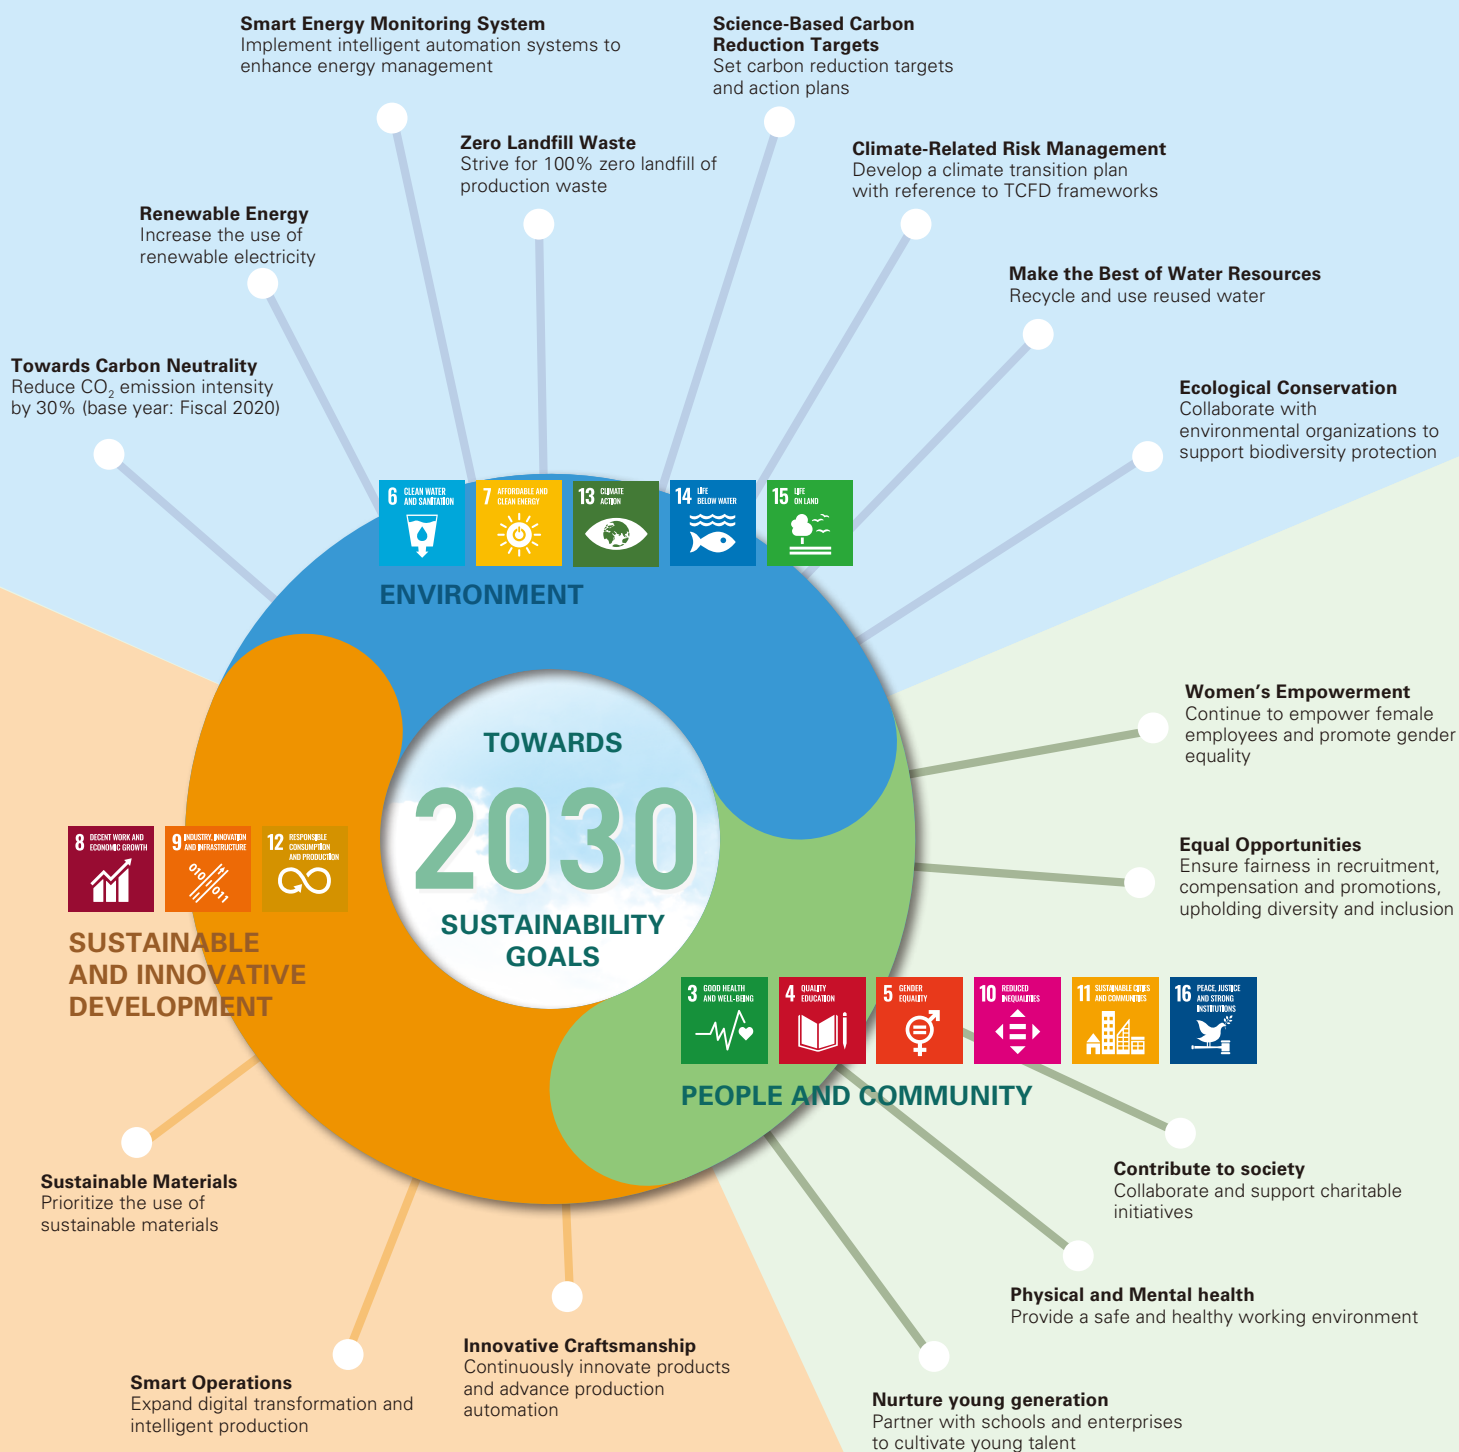 Smart Energy Monitoring System
Implement intelligent automation systems to
enhance energy management
Science-Based Carbon
Reduction Targets
Set carbon reduction targets
and action plans
Zero Landfill Waste
Strive for 100% zero landfill of
production waste
Climate-Related Risk Management
Develop a climate transition plan
with reference to TCFD frameworks
Renewable Energy
Increase the use of
renewable electricity
Make the Best of Water Resources
Recycle and use reused water
Towards Carbon Neutrality
Reduce CO₂ emission intensity
by 30% (base year: Fiscal 2020)
Ecological Conservation
Collaborate with
environmental organizations to
support biodiversity protection
6 CLEAN WATER
AND SANITATION
7 AFFORDABLE AND
CLEAN ENERGY
13 CLIMATE
ACTION
14 LIFE
BELOW WATER
15 LIFE
ON LAND
ENVIRONMENT
TOWARDS
2030
SUSTAINABILITY
GOALS
Women’s Empowerment
Continue to empower female
employees and promote gender
equality
Equal Opportunities
Ensure fairness in recruitment,
compensation and promotions,
upholding diversity and inclusion
8 DECENT WORK AND
ECONOMIC GROWTH
9 INDUSTRY, INNOVATION
AND INFRASTRUCTURE
010
011
12 RESPONSIBLE
CONSUMPTION
AND PRODUCTION
SUSTAINABLE
AND INNOVATIVE
DEVELOPMENT
3 GOOD HEALTH
AND WELL-BEING
4 QUALITY
EDUCATION
5 GENDER
EQUALITY
10 REDUCED
INEQUALITIES
11 SUSTAINABLE CITIES
AND COMMUNITIES
16 PEACE, JUSTICE
AND STRONG
INSTITUTIONS
PEOPLE AND COMMUNITY
Contribute to society
Collaborate and support charitable
initiatives
Sustainable Materials
Prioritize the use of
sustainable materials
Physical and Mental health
Provide a safe and healthy working environment
Innovative Craftsmanship
Continuously innovate products
and advance production
automation
Smart Operations
Expand digital transformation and
intelligent production
Nurture young generation
Partner with schools and enterprises
to cultivate young talent